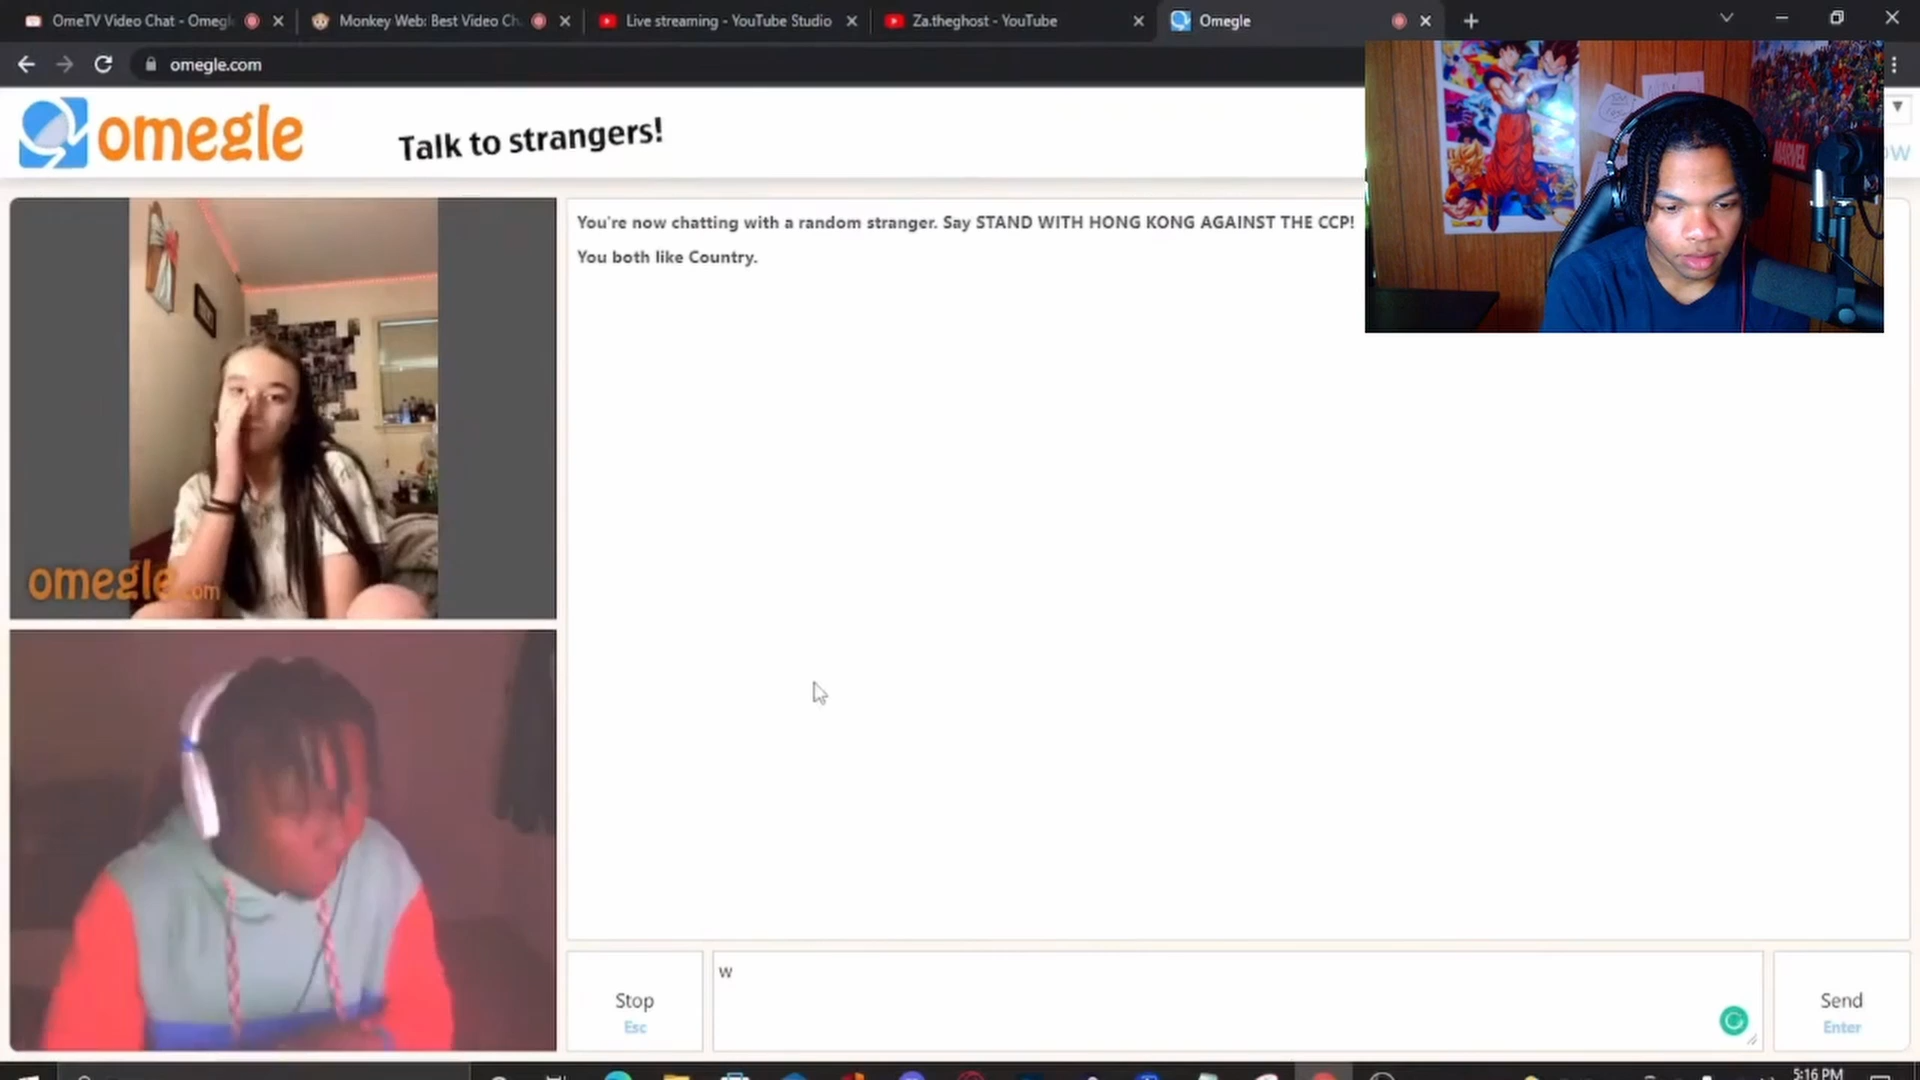 OmeTV Video Chat - Omegl
Monkey Web: Best Video Ch
Live streaming - YouTube Studio
Za.theghost - YouTube
Omegle
omegle.com
omegle
Talk to strangers!
MARVEL
You're now chatting with a random stranger. Say STAND WITH HONG KONG AGAINST THE CCP!
You both like Country.
omegle.com
w
Stop
Esc
Send
Enter
5:16 PM